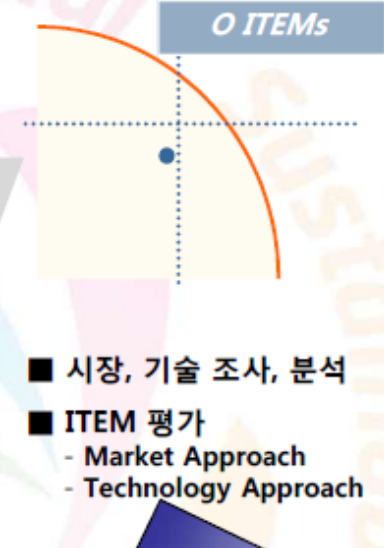 O ITEMs
■ 시장, 기술 조사, 분석
■ ITEM 평가
- Market Approach
- Technology Approach